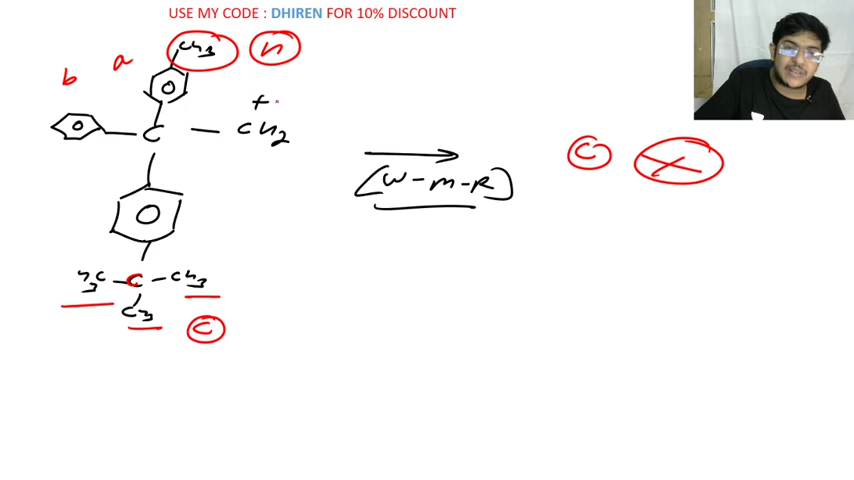 USE MY CODE : DHIREN FOR 10% DISCOUNT
CH3 H
b a
+
C CH2
(W-M-R)
C
H3C C CH3
CH3
C